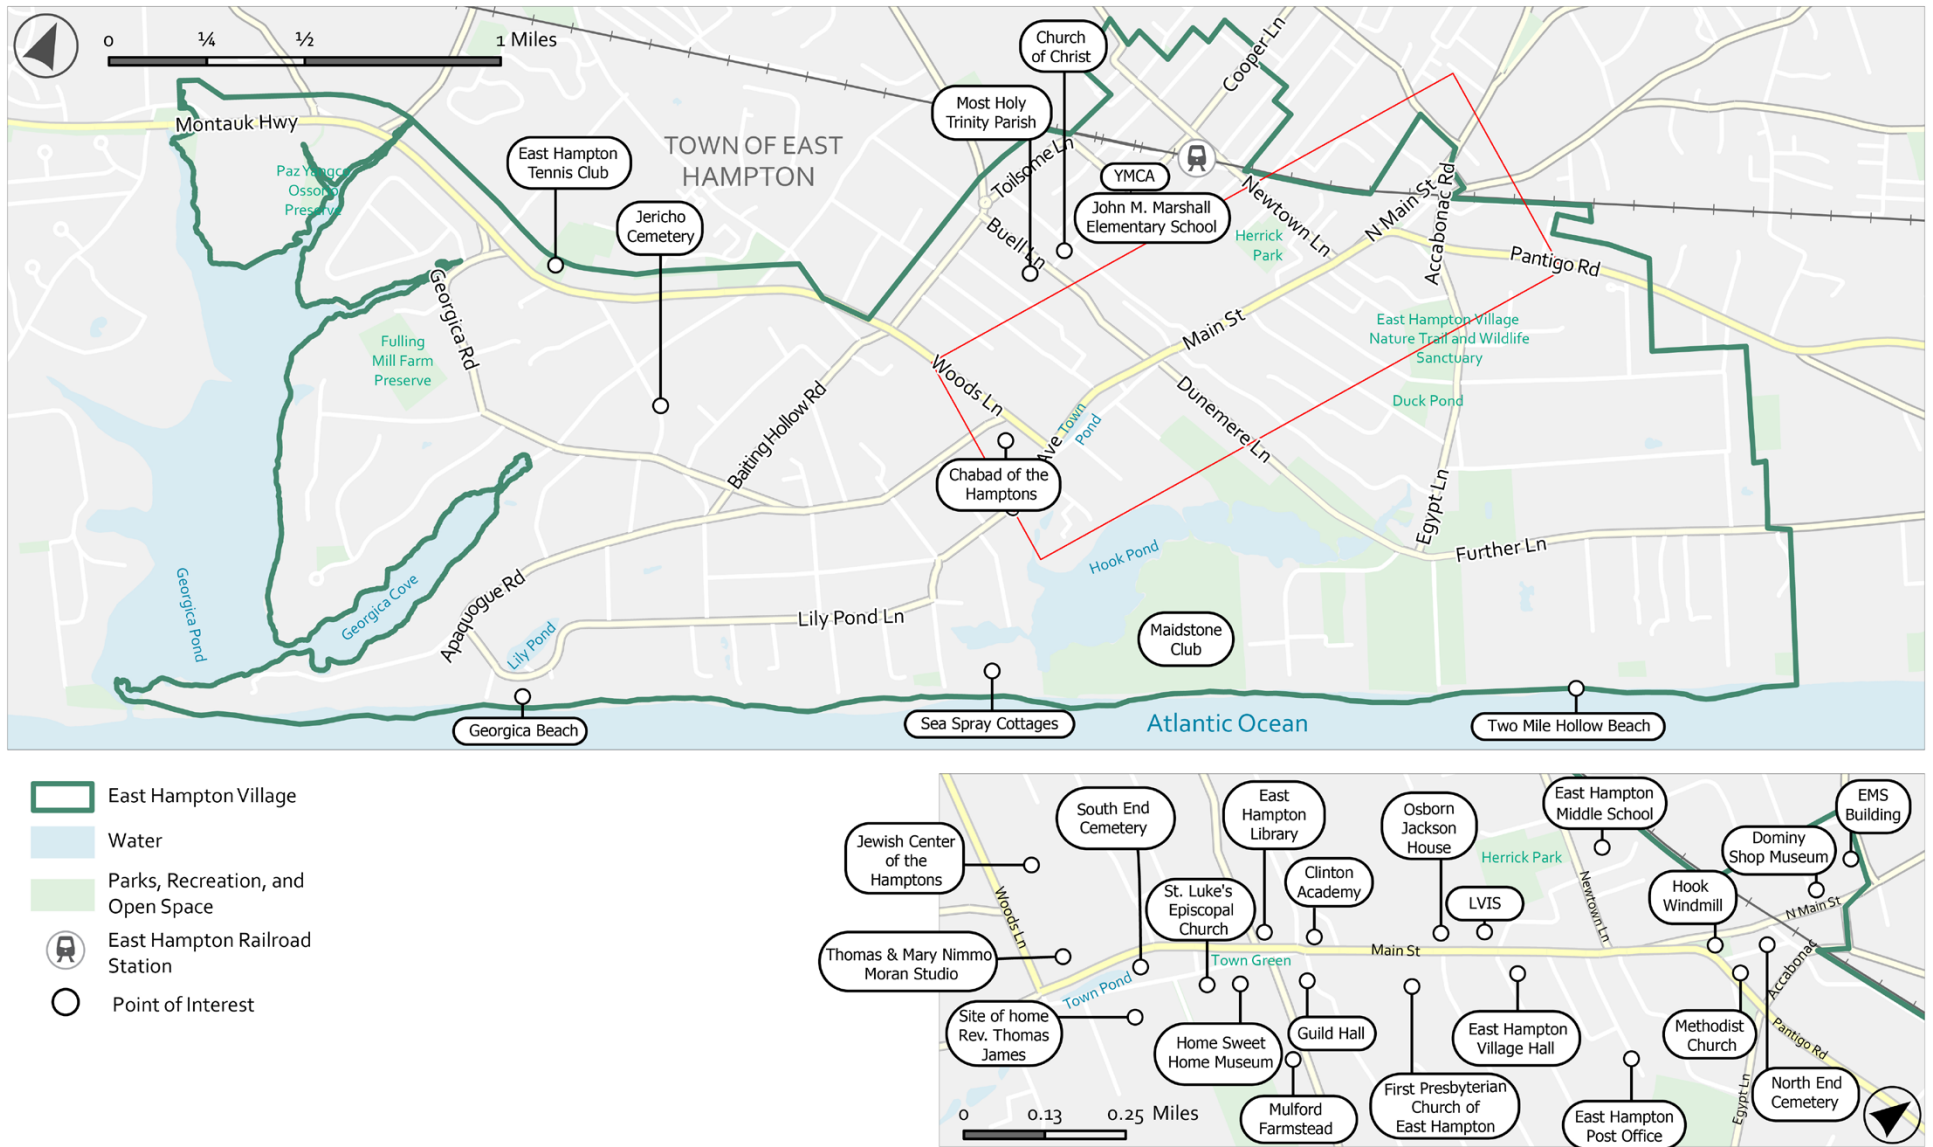 0 ¼ ½ 1 Miles
Montauk Hwy
Paz Yangco
Ossorio
Preserve
East Hampton
Tennis Club
Jericho
Cemetery
TOWN OF EAST
HAMPTON
Most Holy
Trinity Parish
Church
of Christ
Cooper Ln
Toilsome Ln
YMCA
John M. Marshall
Elementary School
Newtown Ln
Herrick
Park
N Main St
Accabonac Rd
Pantigo Rd
Buell Ln
Georgica Rd
Fulling
Mill Farm
Preserve
Main St
East Hampton Village
Nature Trail and Wildlife
Sanctuary
Duck Pond
Woods Ln
Baiting Hollow Rd
Town
Pond
Ave
Dunemere Ln
Chabad of the
Hamptons
Egypt Ln
Further Ln
Hook Pond
Georgica Pond
Georgica Cove
Apaquogue Rd
Lily Pond
Lily Pond Ln
Maidstone
Club
Georgica Beach
Sea Spray Cottages
Atlantic Ocean
Two Mile Hollow Beach
East Hampton Village
Water
Parks, Recreation, and
Open Space
East Hampton Railroad
Station
Point of Interest
Jewish Center
of the
Hamptons
South End
Cemetery
East
Hampton
Library
Osborn
Jackson
House
East Hampton
Middle School
EMS
Building
Dominy
Shop Museum
Herrick Park
Clinton
Academy
St. Luke's
Episcopal
Church
LVIS
Hook
Windmill
Woods Ln
Newtown Ln
N Main St
Thomas & Mary Nimmo
Moran Studio
Main St
Town Green
Town Pond
Accabonac
Site of home
Rev. Thomas
James
Home Sweet
Home Museum
Guild Hall
East Hampton
Village Hall
Methodist
Church
Pantigo Rd
Mulford
Farmstead
First Presbyterian
Church of
East Hampton
East Hampton
Post Office
Egypt Ln
North End
Cemetery
0 0.13 0.25 Miles